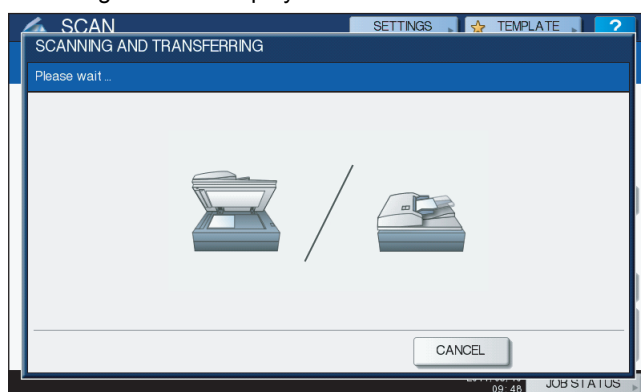 SCAN
SETTINGS
TEMPLATE
?
SCANNING AND TRANSFERRING
Please wait ...
CANCEL
09:48
JOB STATUS